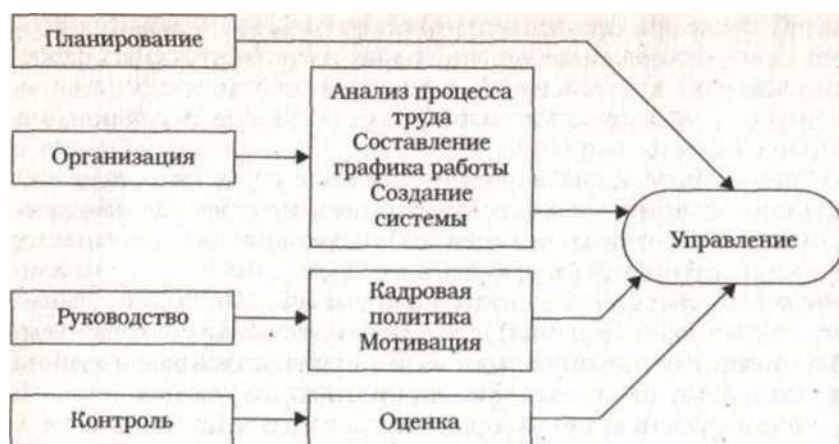 Планирование
Анализ процесса
труда
Составление
графика работы
Создание
системы
Организация
Управление
Руководство
Кадровая
политика
Мотивация
Контроль
Оценка